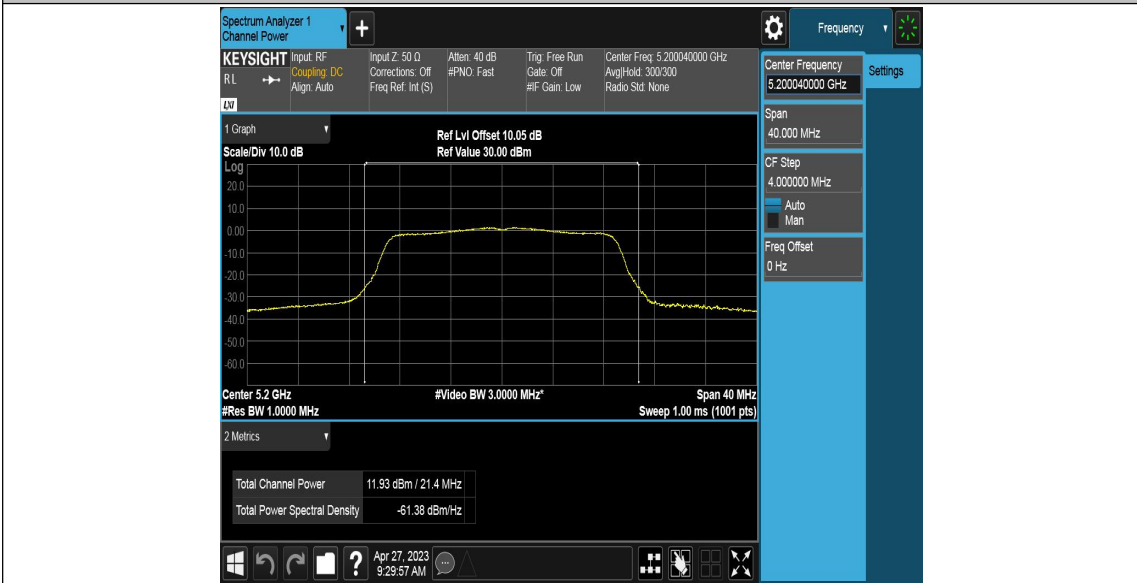 Spectrum Analyzer 1
Channel Power
+
Frequency
KEYSIGHT
R L
LXI
Input: RF
Coupling: DC
Align: Auto
Input Z: 50 Ω
Corrections: Off
Freq Ref: Int (S)
Atten: 40 dB
#PNO: Fast
Trig: Free Run
Gate: Off
#IF Gain: Low
Center Freq: 5.200040000 GHz
Avg|Hold: 300/300
Radio Std: None
Center Frequency
5.200040000 GHz
Settings
Span
40.000 MHz
CF Step
4.000000 MHz
Auto
Man
Freq Offset
0 Hz
1 Graph
Scale/Div 10.0 dB
Ref Lvl Offset 10.05 dB
Ref Value 30.00 dBm
Log
20.0
10.0
0.00
-10.0
-20.0
-30.0
-40.0
-50.0
-60.0
Center 5.2 GHz
#Video BW 3.0000 MHz*
Span 40 MHz
#Res BW 1.0000 MHz
Sweep 1.00 ms (1001 pts)
2 Metrics
Total Channel Power 11.93 dBm / 21.4 MHz
Total Power Spectral Density -61.38 dBm/Hz
?
Apr 27, 2023
9:29:57 AM